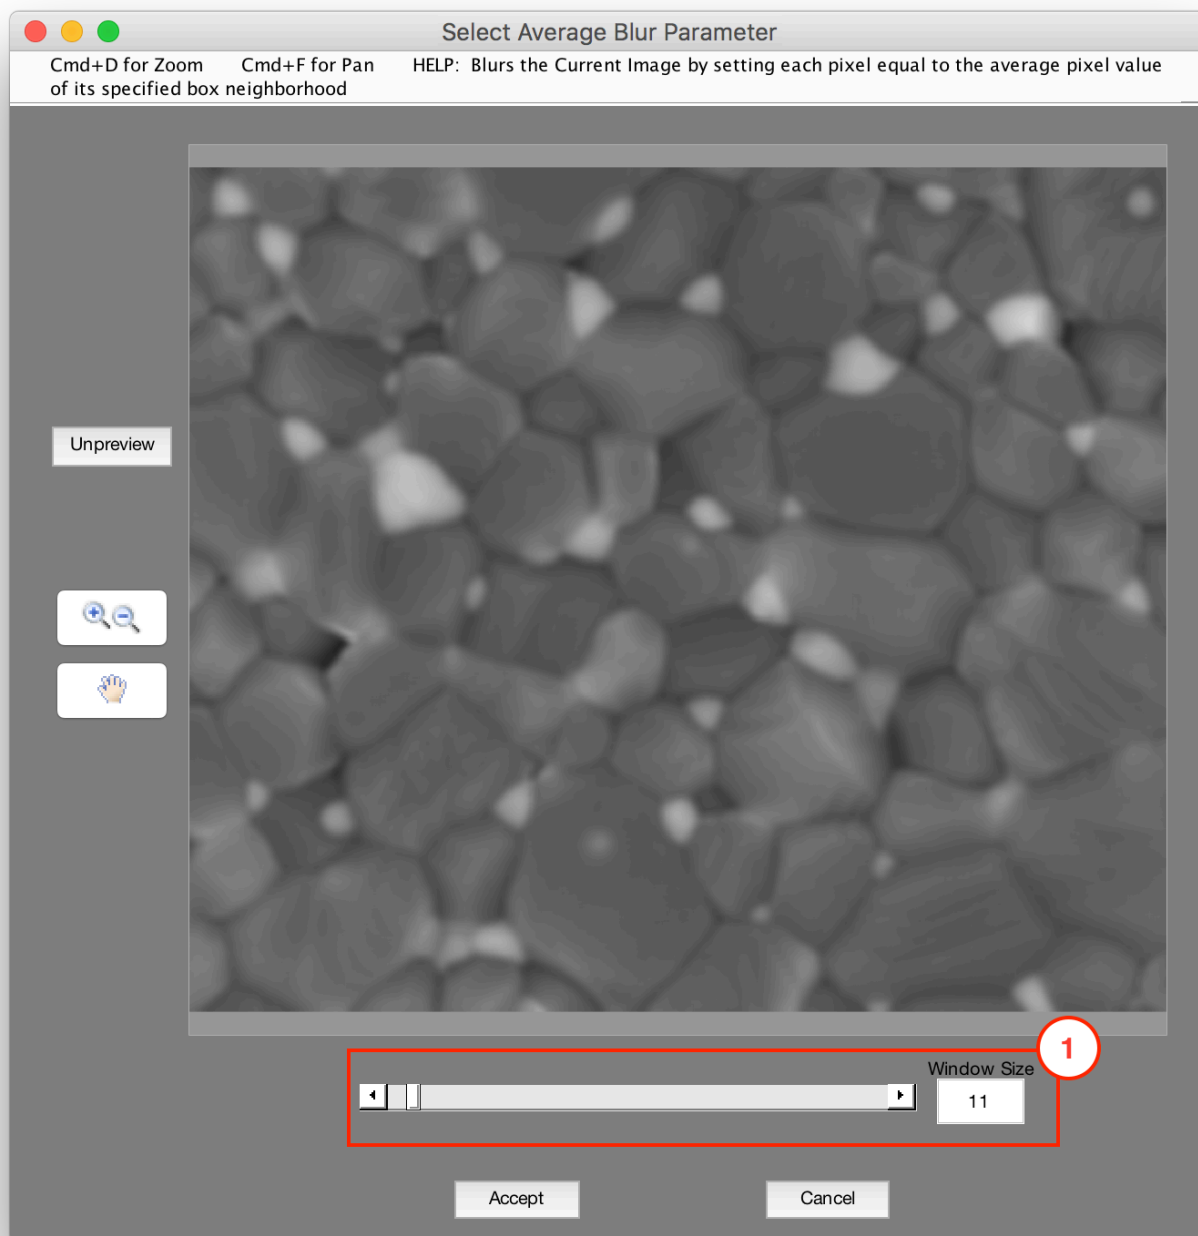 Select Average Blur Parameter
Cmd+D for Zoom Cmd+F for Pan HELP: Blurs the Current Image by setting each pixel equal to the average pixel value
of its specified box neighborhood
Unpreview
1
Window Size
11
Accept Cancel